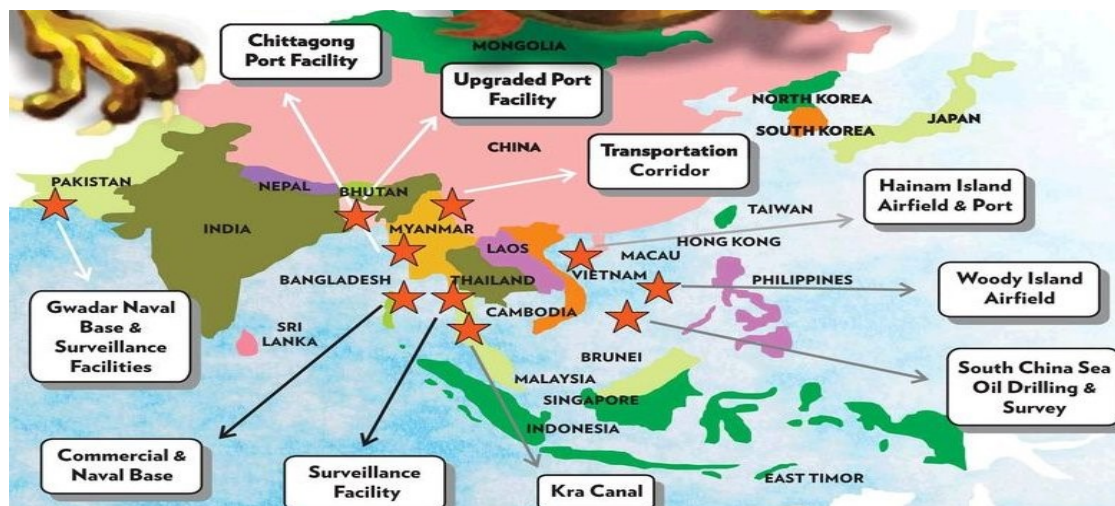 Chittagong
Port Facility
MONGOLIA
Upgraded Port
Facility
NORTH KOREA
SOUTH KOREA
JAPAN
CHINA
Transportation
Corridor
PAKISTAN
NEPAL
BHUTAN
Hainam Island
Airfield & Port
INDIA
MYANMAR
TAIWAN
LAOS
HONG KONG
MACAU
BANGLADESH
THAILAND
VIETNAM
PHILIPPINES
Woody Island
Airfield
Gwadar Naval
Base &
Surveillance
Facilities
SRI
LANKA
CAMBODIA
BRUNEI
MALAYSIA
SINGAPORE
INDONESIA
South China Sea
Oil Drilling &
Survey
Commercial &
Naval Base
Surveillance
Facility
Kra Canal
EAST TIMOR